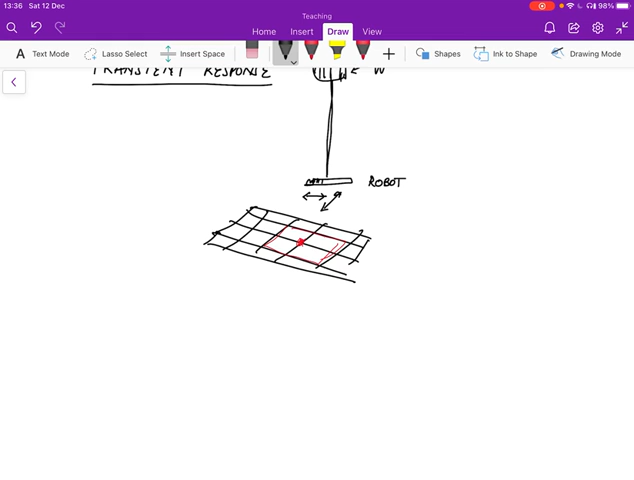 13:36 Sat 12 Dec
98%
Teaching
Home Insert Draw View
A Text Mode Lasso Select Insert Space Shapes Ink to Shape Drawing Mode
TRANSIENT RESPONSE
W
ROBOT